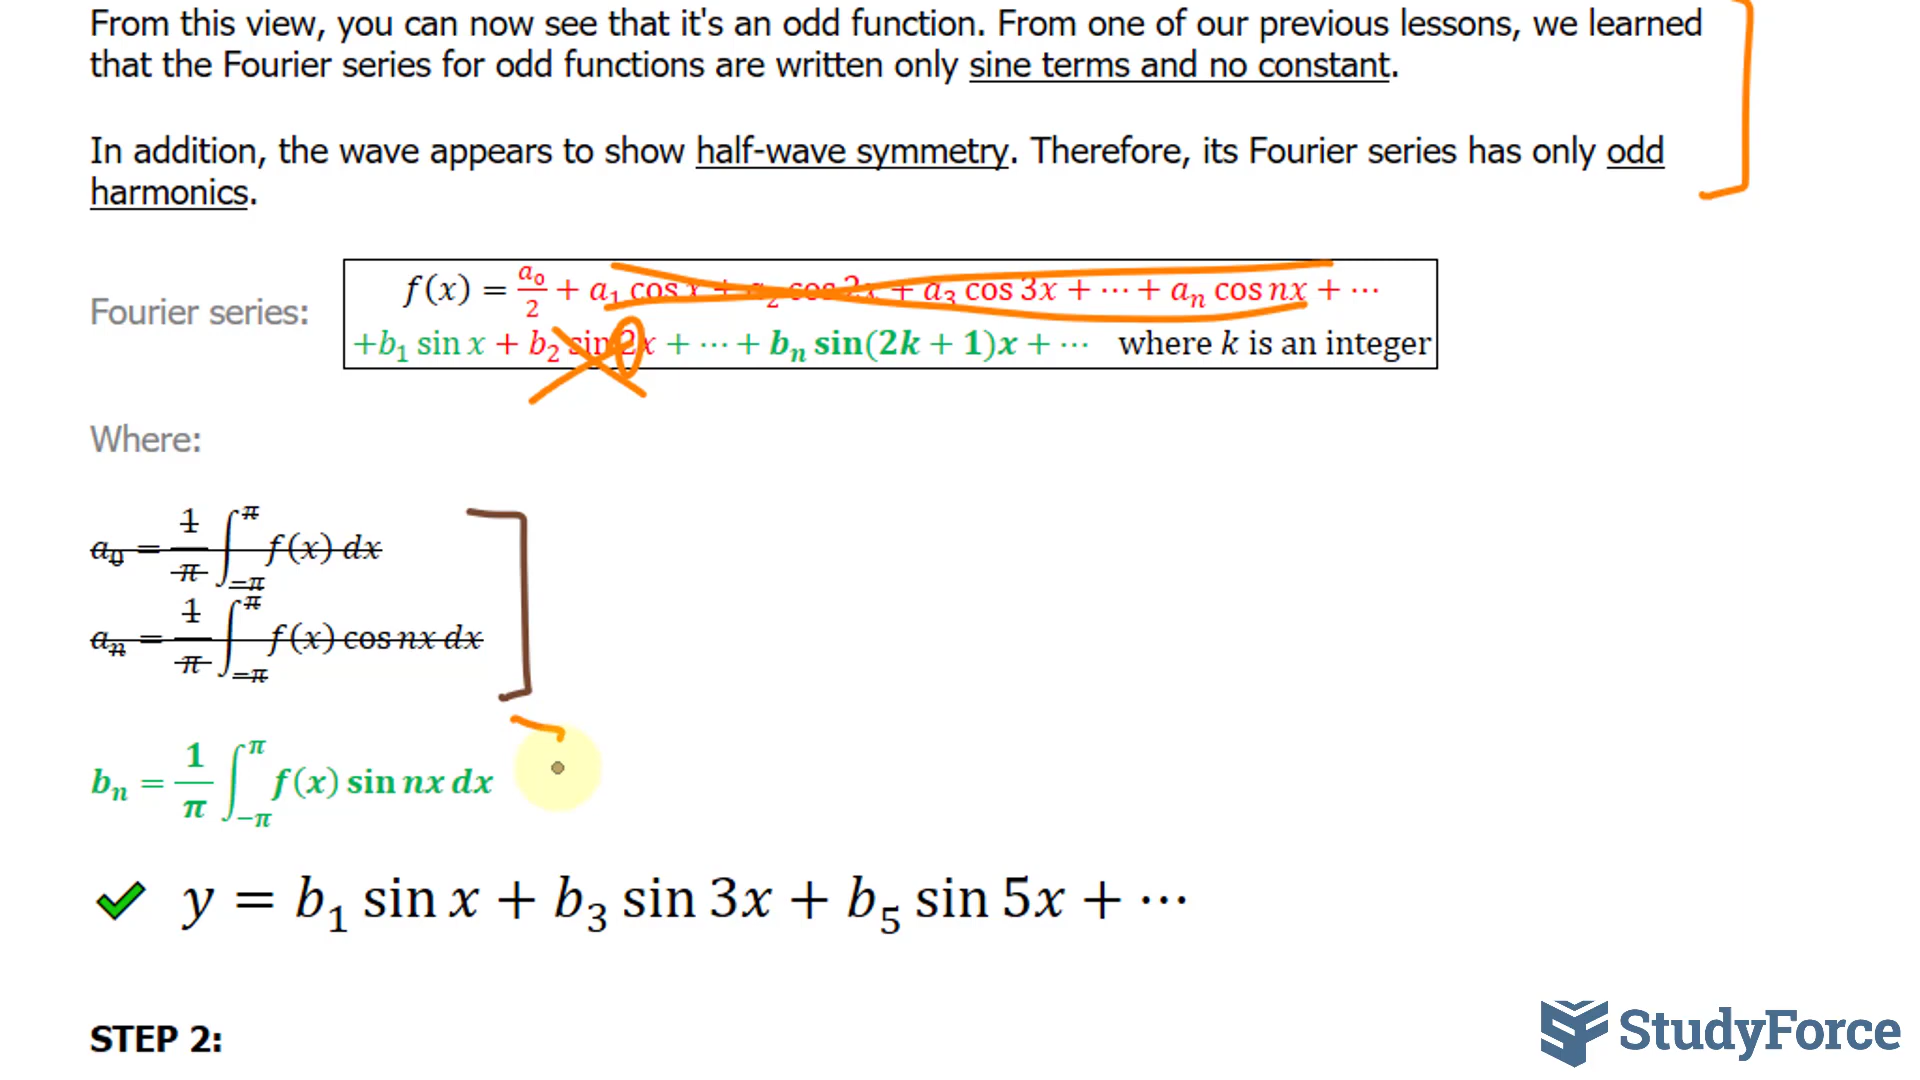 From this view, you can now see that it's an odd function. From one of our previous lessons, we learned
that the Fourier series for odd functions are written only sine terms and no constant.
In addition, the wave appears to show half-wave symmetry. Therefore, its Fourier series has only odd
harmonics.
Fourier series:
f(x) = a₀/2 + a₁ cos x + a₂ cos 2x + a₃ cos 3x + ⋯ + aₙ cos nx + ⋯
+b₁ sin x + b₂ sin 2x + ⋯ + bₙ sin(2k + 1)x + ⋯ where k is an integer
Where:
a₀ = 1/π ∫_{-π}^{π} f(x) dx
aₙ = 1/π ∫_{-π}^{π} f(x) cos nx dx
bₙ = 1/π ∫_{-π}^{π} f(x) sin nx dx
✔ y = b₁ sin x + b₃ sin 3x + b₅ sin 5x + ⋯
STEP 2:
StudyForce